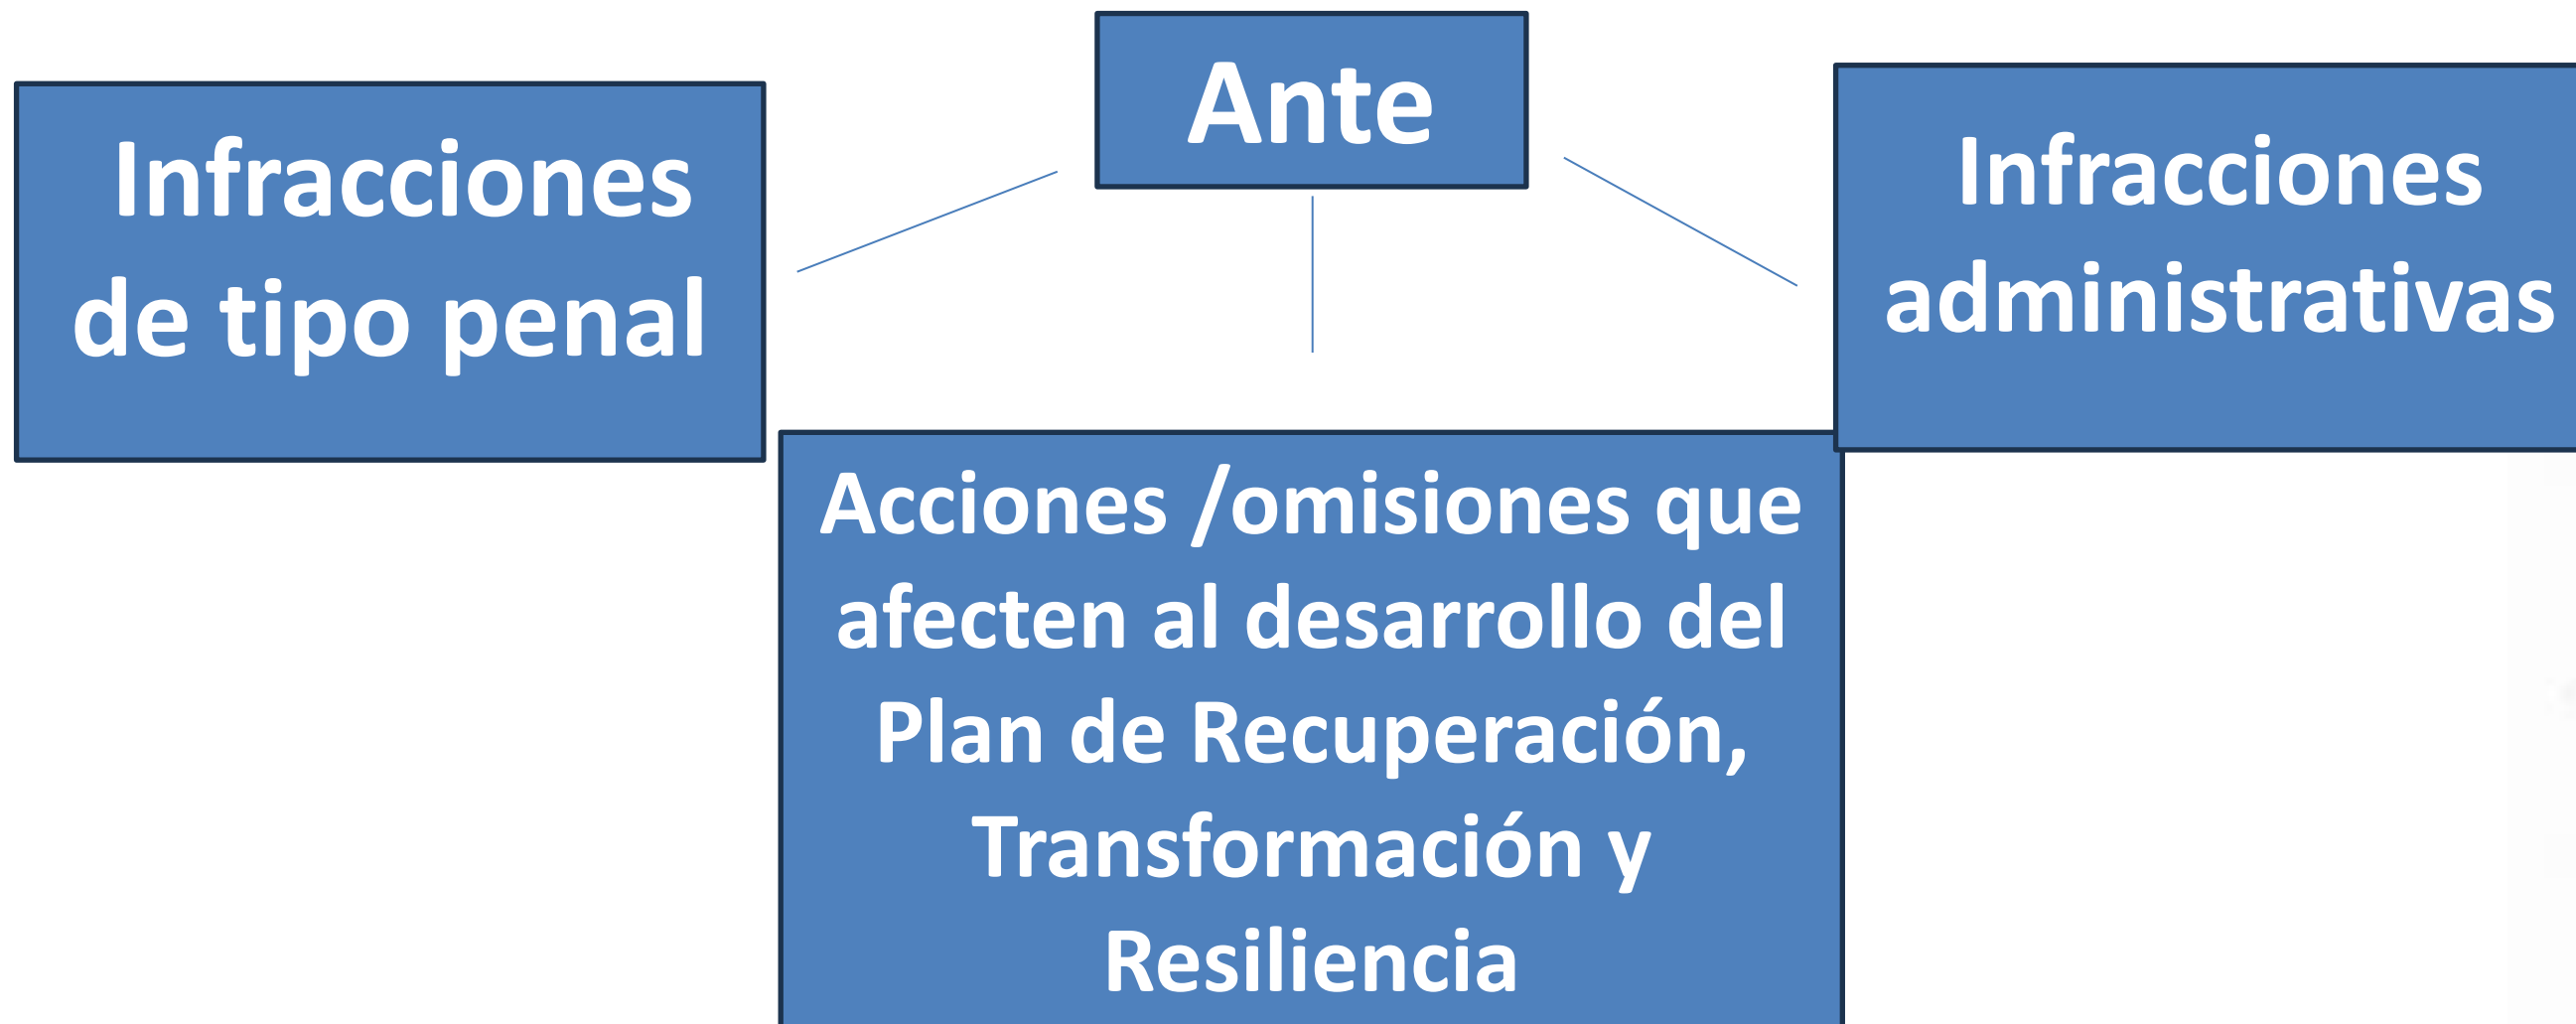 Ante
Infracciones
de tipo penal
Infracciones
administrativas
Acciones /omisiones que
afecten al desarrollo del
Plan de Recuperación,
Transformación y
Resiliencia